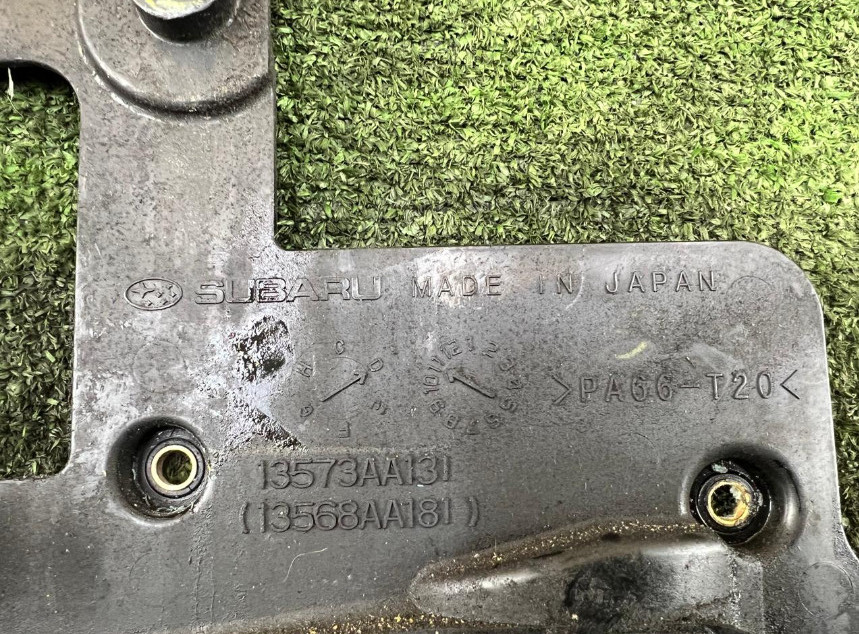 SUBARU MADE IN JAPAN
>PA66-T20<
13573AA131
(13568AA181)